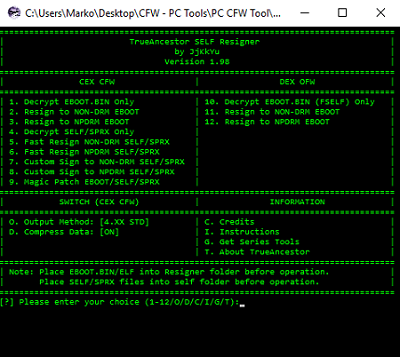 C:\Users\Marko\Desktop\CFW - PC Tools\PC CFW Tool\...
TrueAncestor SELF Resigner
by JjKkYu
Verision 1.98
CEX CFW | DEX OFW
1. Decrypt EBOOT.BIN Only | 10. Decrypt EBOOT.BIN (FSELF) Only
2. Resign to NON-DRM EBOOT | 11. Resign to NON-DRM EBOOT
3. Resign to NPDRM EBOOT | 12. Resign to NPDRM EBOOT
4. Decrypt SELF/SPRX Only
5. Fast Resign NON-DRM SELF/SPRX
6. Fast Resign NPDRM SELF/SPRX
7. Custom Sign to NON-DRM SELF/SPRX
8. Custom Sign to NPDRM SELF/SPRX
9. Magic Patch EBOOT/SELF/SPRX
SWITCH (CEX CFW) | INFORMATION
O. Output Method: [4.XX STD] | C. Credits
D. Compress Data: [ON] | I. Instructions
G. Get Series Tools
T. About TrueAncestor
Note: Place EBOOT.BIN/ELF into Resigner folder before operation.
Place SELF/SPRX files into self folder before operation.
[?] Please enter your choice (1-12/O/D/C/I/G/T):_